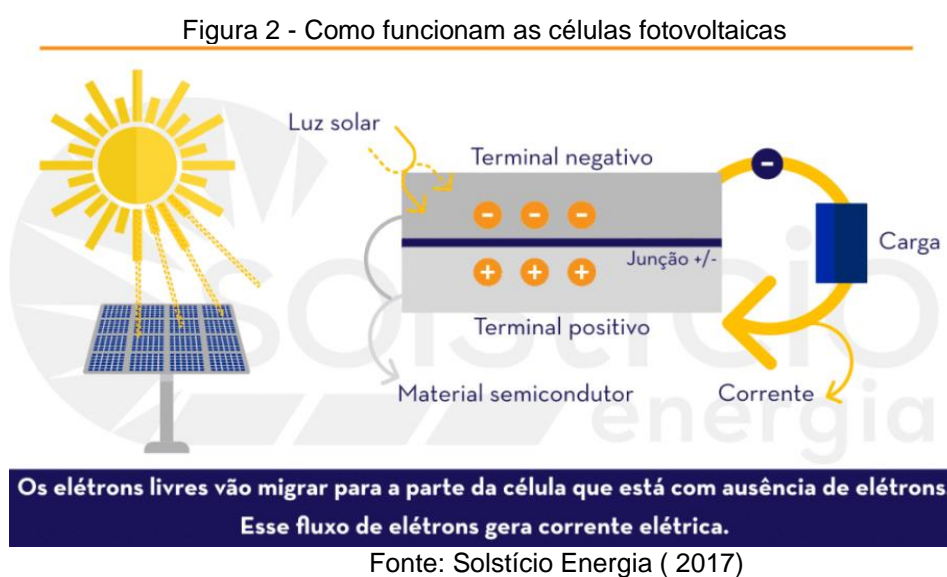 Figura 2 - Como funcionam as células fotovoltaicas
Luz solar
Terminal negativo
Carga
Junção +/-
Terminal positivo
Material semicondutor
Corrente
solstício
energia
Os elétrons livres vão migrar para a parte da célula que está com ausência de elétrons
Esse fluxo de elétrons gera corrente elétrica.
Fonte: Solstício Energia ( 2017)